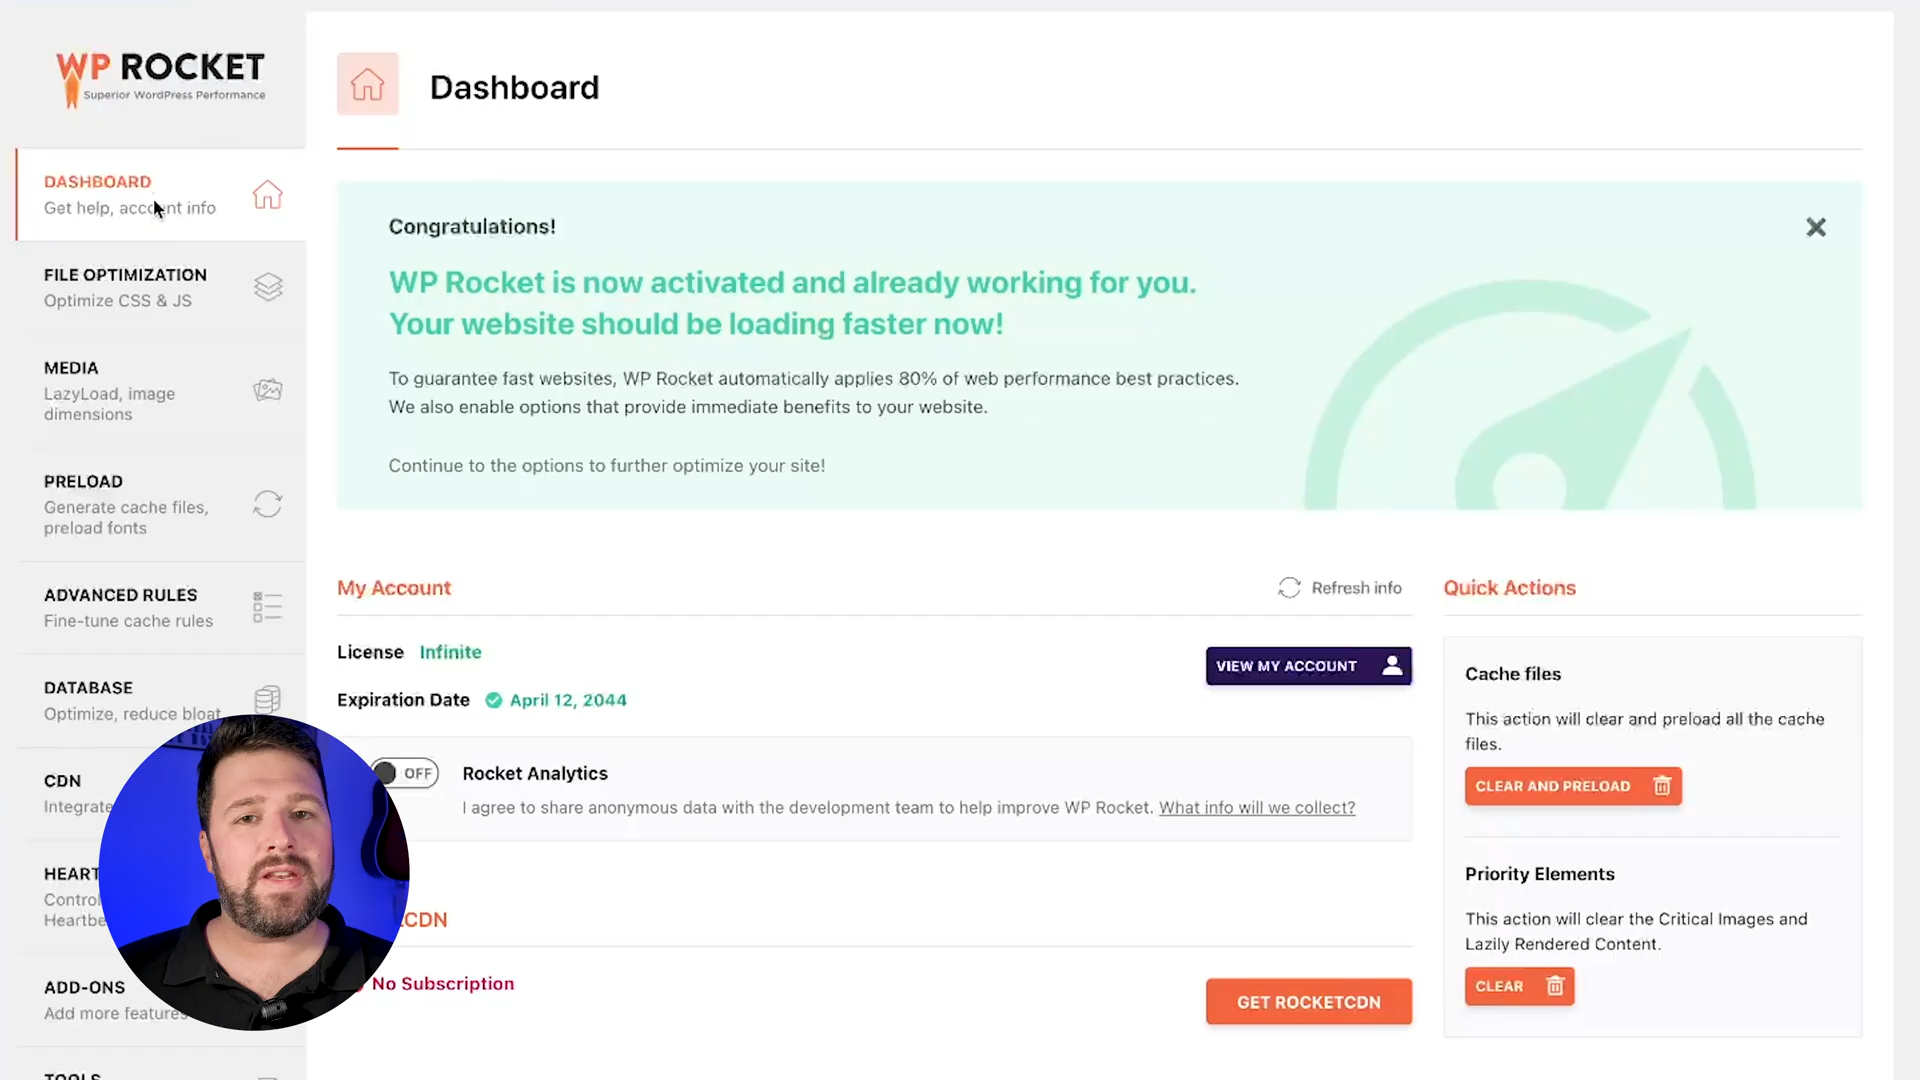 WP ROCKET
Superior WordPress Performance
DASHBOARD
Get help, account info
FILE OPTIMIZATION
Optimize CSS & JS
MEDIA
LazyLoad, image
dimensions
PRELOAD
Generate cache files,
preload fonts
ADVANCED RULES
Fine-tune cache rules
DATABASE
Optimize, reduce bloat
CDN
Integrate
HEART
Control
Heartbe
ADD-ONS
Add more features
TOOLS
Dashboard
Congratulations!
WP Rocket is now activated and already working for you.
Your website should be loading faster now!
To guarantee fast websites, WP Rocket automatically applies 80% of web performance best practices.
We also enable options that provide immediate benefits to your website.
Continue to the options to further optimize your site!
My Account
Refresh info
License Infinite
VIEW MY ACCOUNT
Expiration Date April 12, 2044
OFF
Rocket Analytics
I agree to share anonymous data with the development team to help improve WP Rocket. What info will we collect?
CDN
No Subscription
GET ROCKETCDN
Quick Actions
Cache files
This action will clear and preload all the cache
files.
CLEAR AND PRELOAD
Priority Elements
This action will clear the Critical Images and
Lazily Rendered Content.
CLEAR